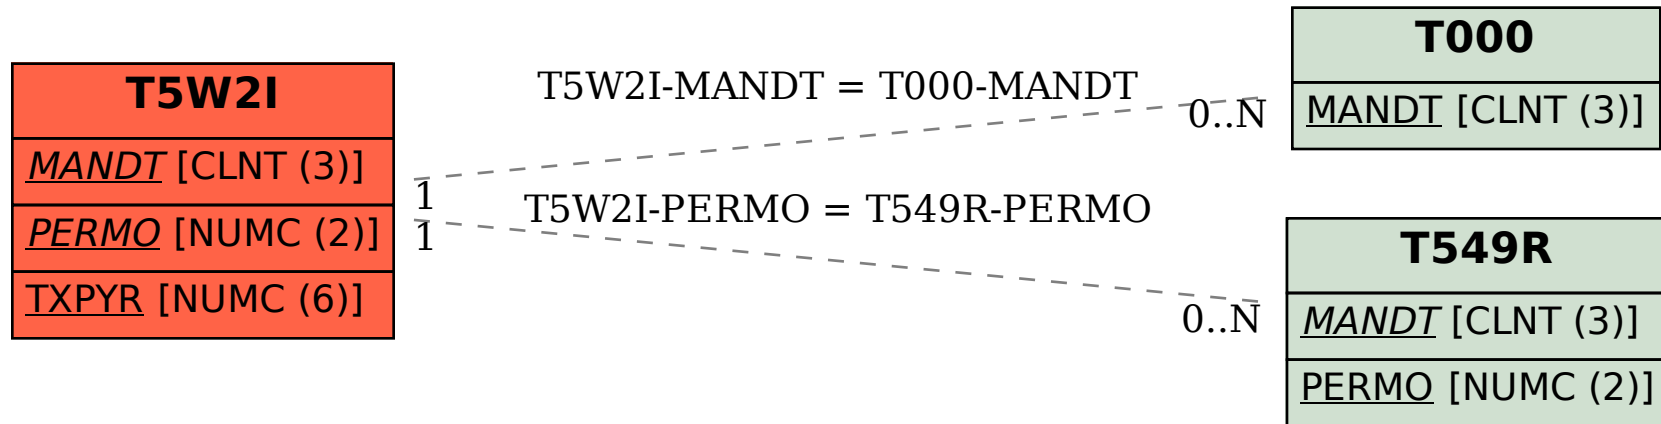 T5W2I
MANDT [CLNT (3)]
PERMO [NUMC (2)]
TXPYR [NUMC (6)]
T5W2I-MANDT = T000-MANDT
1
0..N
T5W2I-PERMO = T549R-PERMO
1
0..N
T000
MANDT [CLNT (3)]
T549R
MANDT [CLNT (3)]
PERMO [NUMC (2)]